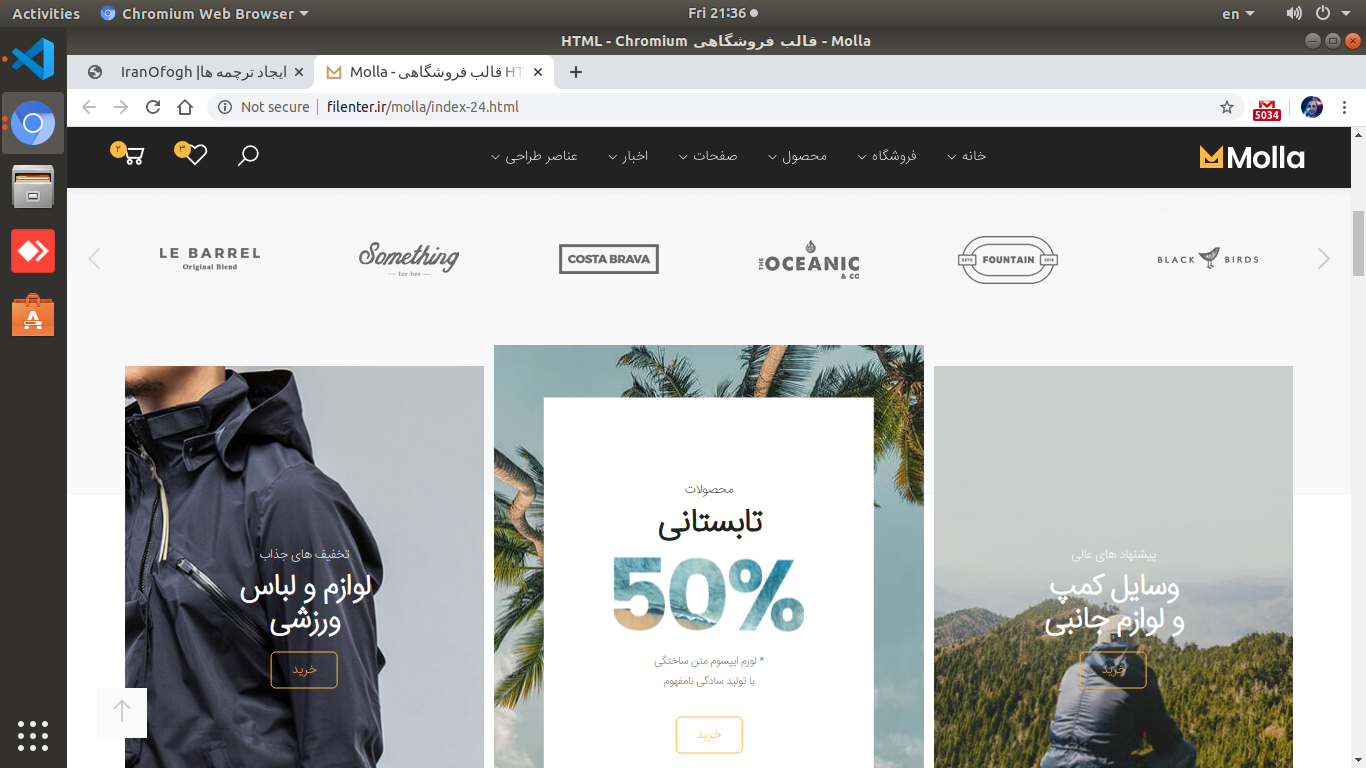 Activities
Chromium Web Browser
Fri 21:36
en
Molla - قالب فروشگاهی HTML - Chromium
ایجاد ترجمه ها| IranOfogh
Molla - قالب فروشگاهی HT
Not secure
filenter.ir/molla/index-24.html
5034
Molla
خانه
فروشگاه
محصول
صفحات
اخبار
عناصر طراحی
۳
۲
LE BARREL
Original Blend
Something
for her
COSTA BRAVA
THE OCEANIC
& CO
FOUNTAIN
BLACK BIRDS
پیشنهاد های عالی
وسایل کمپ
و لوازم جانبی
خرید
محصولات
تابستانی
50%
* لورم ایپسوم متن ساختگی
با تولید سادگی نامفهوم
خرید
تخفیف های جذاب
لوازم و لباس
ورزشی
خرید